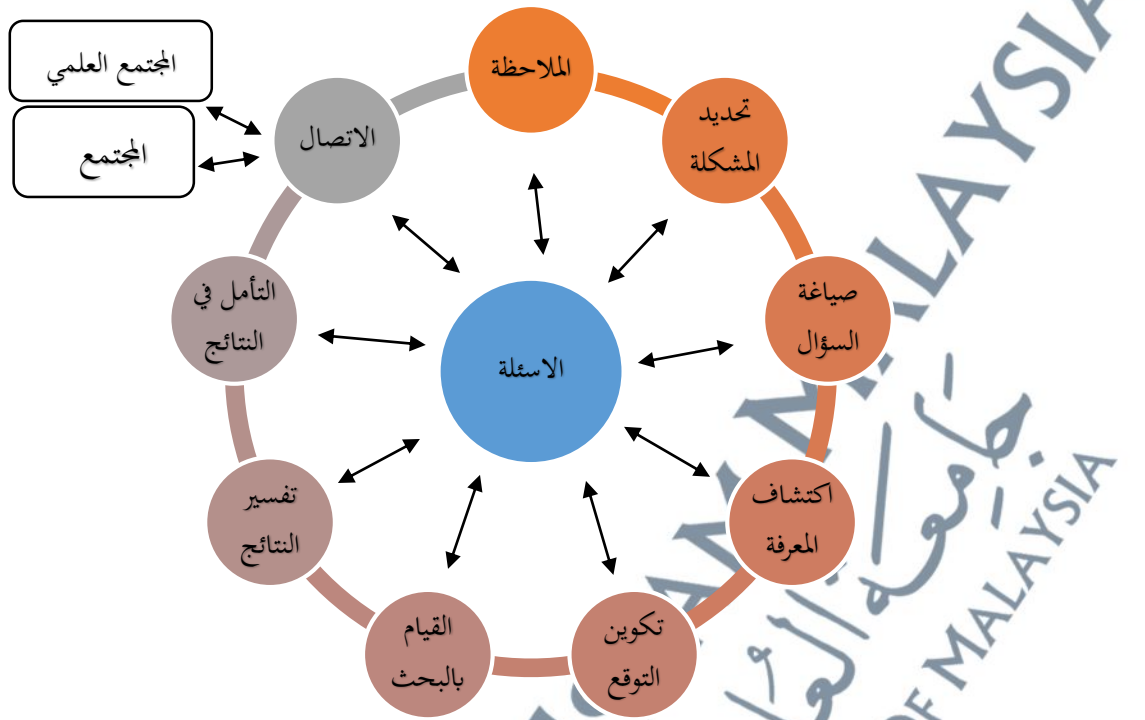 المجتمع العلمي
المجتمع
الملاحظة
تحديد
المشكلة
صياغة
السؤال
اكتشاف
المعرفة
تكوين
التوقع
القيام
بالبحث
تفسير
النتائج
التأمل في
النتائج
الاتصال
الاسئلة
MALAYSIA
OF MALAYSIA